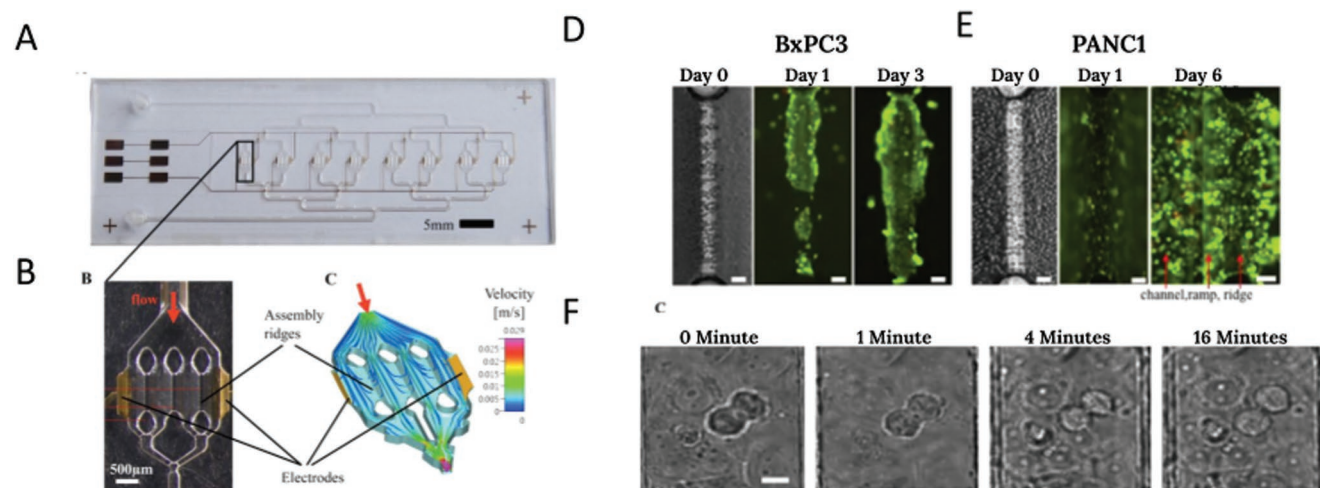 A
5mm
B
B
flow
500μm
C
Assembly
ridges
Electrodes
Velocity
[m/s]
0.029
0.025
0.02
0.015
0.01
0.005
0
D
BxPC3
Day 0
Day 1
Day 3
E
PANC1
Day 0
Day 1
Day 6
channel,ramp, ridge
F
C
0 Minute
1 Minute
4 Minutes
16 Minutes